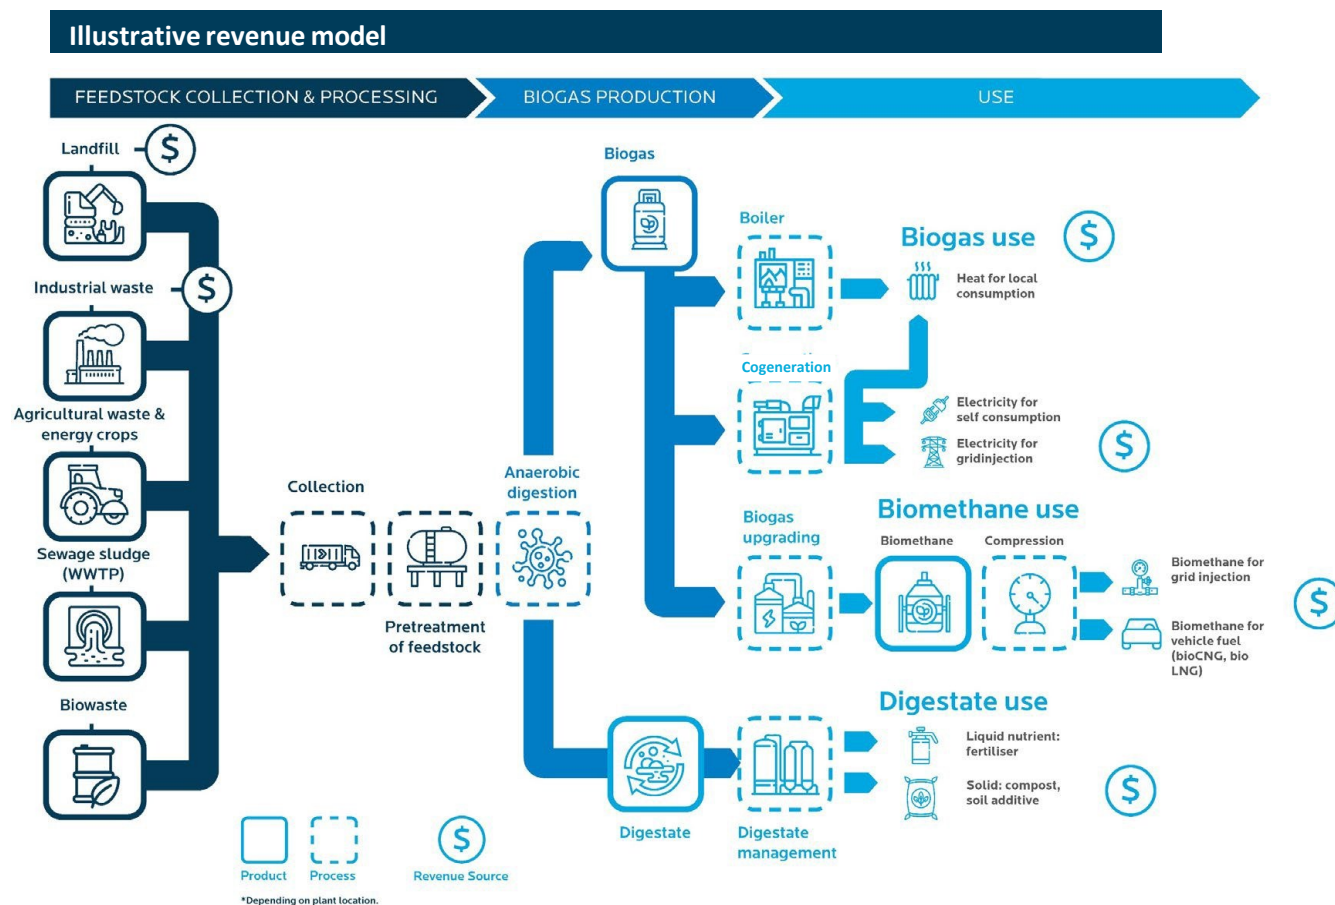 Illustrative revenue model
FEEDSTOCK COLLECTION & PROCESSING
BIOGAS PRODUCTION
USE
Landfill
$
Industrial waste
$
Agricultural waste &
energy crops
Sewage sludge
(WWTP)
Biowaste
Collection
Pretreatment
of feedstock
Anaerobic
digestion
Biogas
Boiler
Biogas use
$
Heat for local
consumption
Cogeneration
Electricity for
self consumption
Electricity for
gridinjection
$
Biogas
upgrading
Biomethane use
Biomethane
Compression
Biomethane for
grid injection
Biomethane for
vehicle fuel
(bioCNG, bio
LNG)
$
Digestate
Digestate
management
Digestate use
Liquid nutrient:
fertiliser
Solid: compost,
soil additive
$
Product
Process
$
Revenue Source
*Depending on plant location.